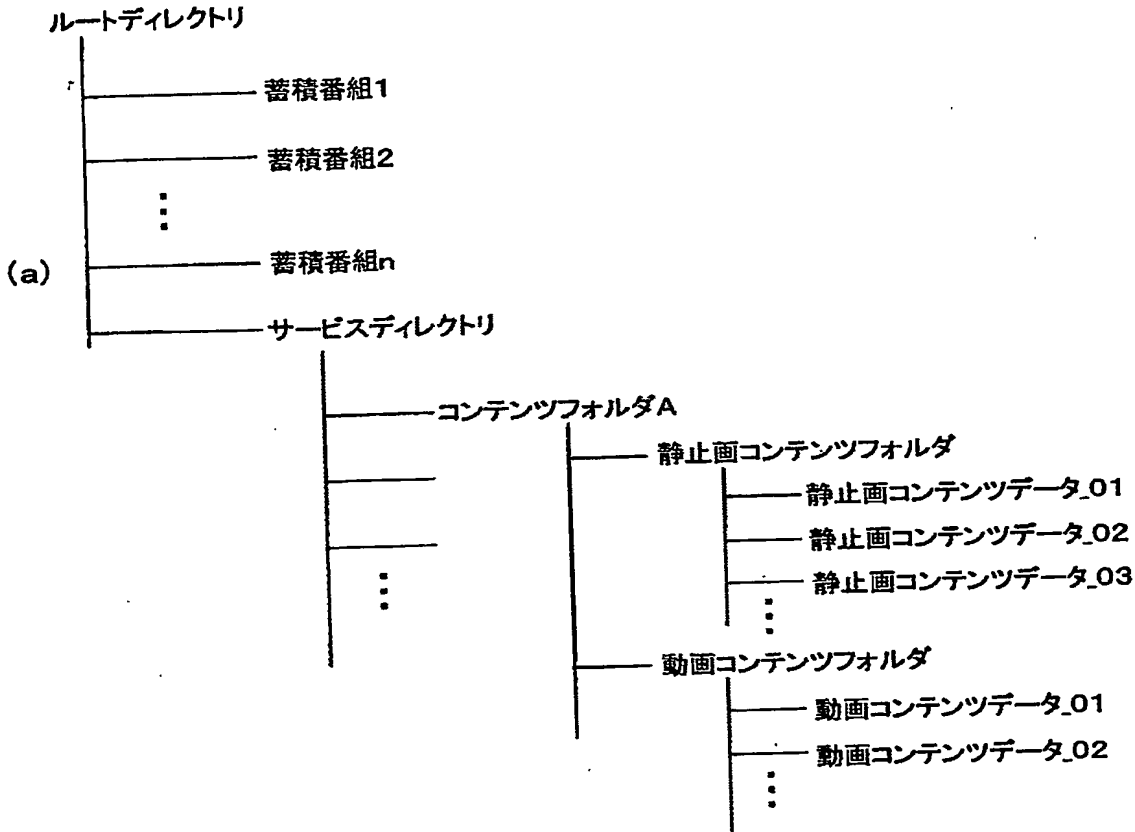 ルートディレクトリ
蓄積番組1
蓄積番組2
蓄積番組n
(a)
サービスディレクトリ
コンテンツフォルダA
静止画コンテンツフォルダ
静止画コンテンツデータ_01
静止画コンテンツデータ_02
静止画コンテンツデータ_03
動画コンテンツフォルダ
動画コンテンツデータ_01
動画コンテンツデータ_02